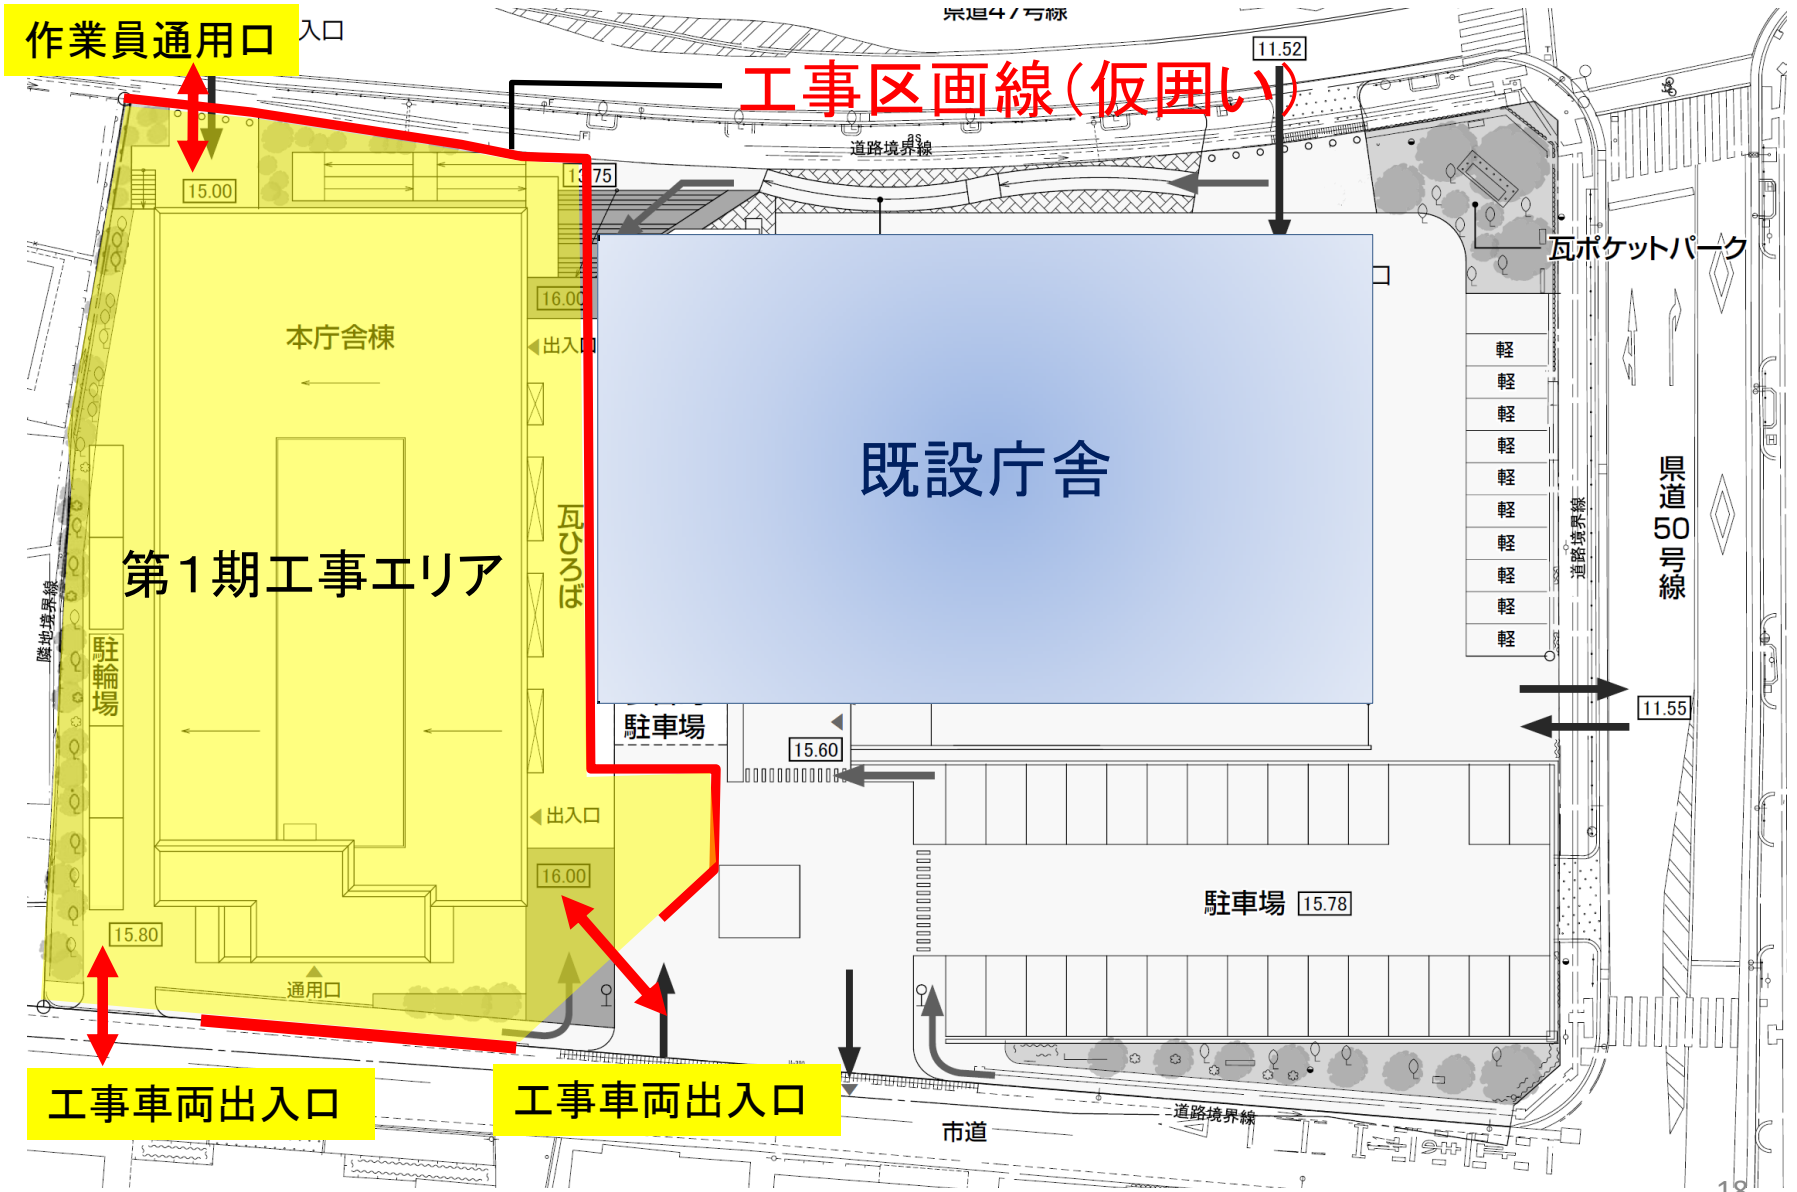 県道47号線
作業員通用口
入口
11.52
工事区画線（仮囲い）
as
道路境界線
13.75
15.00
瓦ポケットパーク
16.00
口
本庁舎棟
出入口
軽
軽
軽
軽
軽
軽
軽
軽
軽
軽
既設庁舎
県道50号線
瓦ひろば
道路境界線
第１期工事エリア
隣地境界線
駐輪場
11.55
駐車場
15.60
出入口
16.00
駐車場
15.78
15.80
通用口
工事車両出入口
工事車両出入口
道路境界線
市道
18